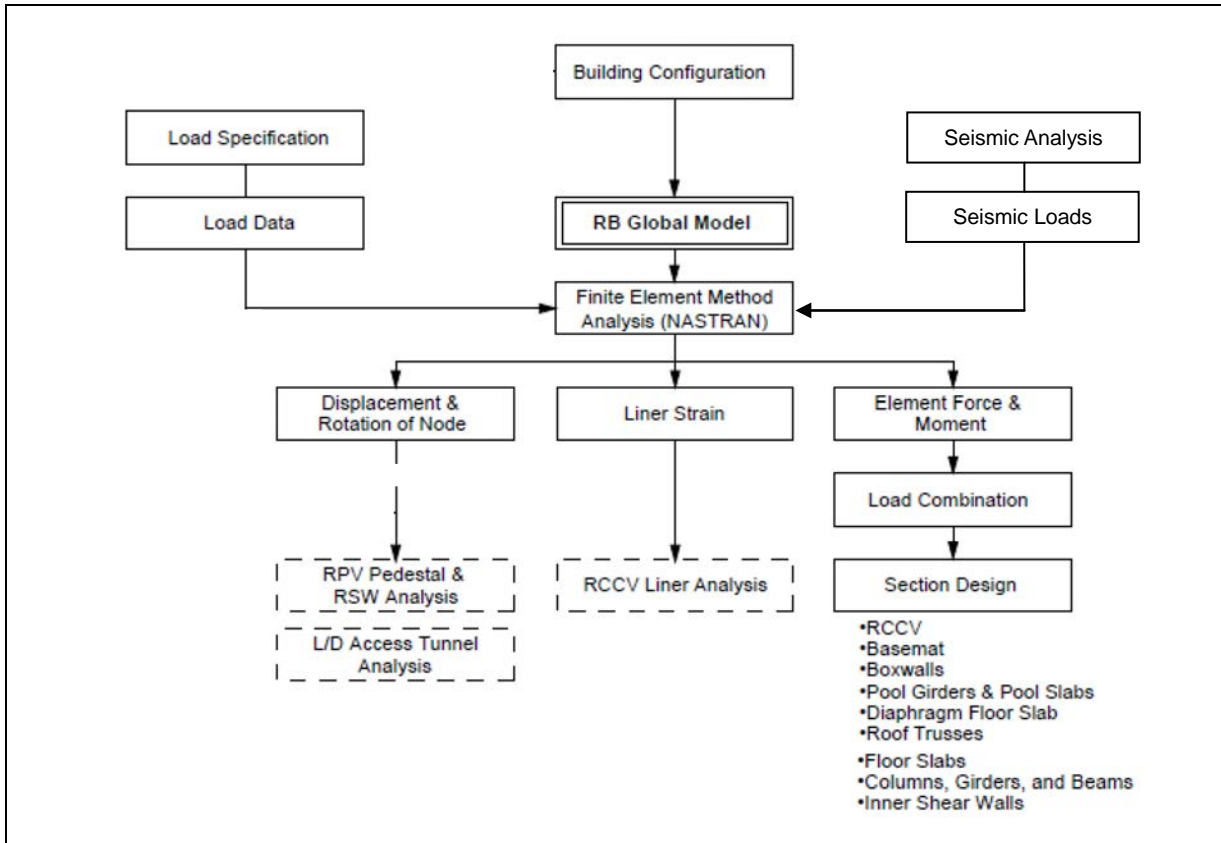 Building Configuration
Load Specification
Seismic Analysis
Load Data
RB Global Model
Seismic Loads
Finite Element Method
Analysis (NASTRAN)
Displacement &
Rotation of Node
Liner Strain
Element Force &
Moment
Load Combination
RPV Pedestal &
RSW Analysis
RCCV Liner Analysis
Section Design
L/D Access Tunnel
Analysis
•RCCV
•Basemat
•Boxwalls
•Pool Girders & Pool Slabs
•Diaphragm Floor Slab
•Roof Trusses
•Floor Slabs
•Columns, Girders, and Beams
•Inner Shear Walls